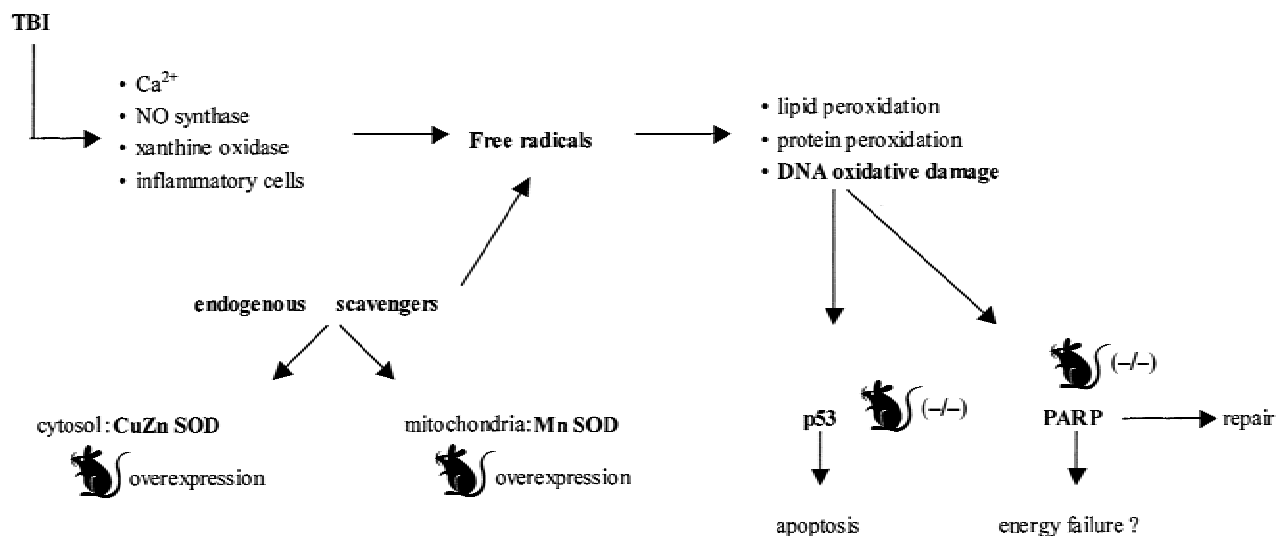 TBI
• Ca²⁺
• NO synthase
• xanthine oxidase
• inflammatory cells
Free radicals
• lipid peroxidation
• protein peroxidation
• DNA oxidative damage
endogenous scavengers
cytosol: CuZn SOD
overexpression
mitochondria: Mn SOD
overexpression
p53
(–/–)
apoptosis
(–/–)
PARP
repair
energy failure ?